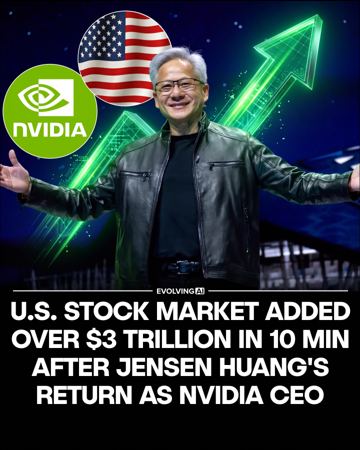 NVIDIA
EVOLVING AI
U.S. STOCK MARKET ADDED
OVER $3 TRILLION IN 10 MIN
AFTER JENSEN HUANG'S
RETURN AS NVIDIA CEO